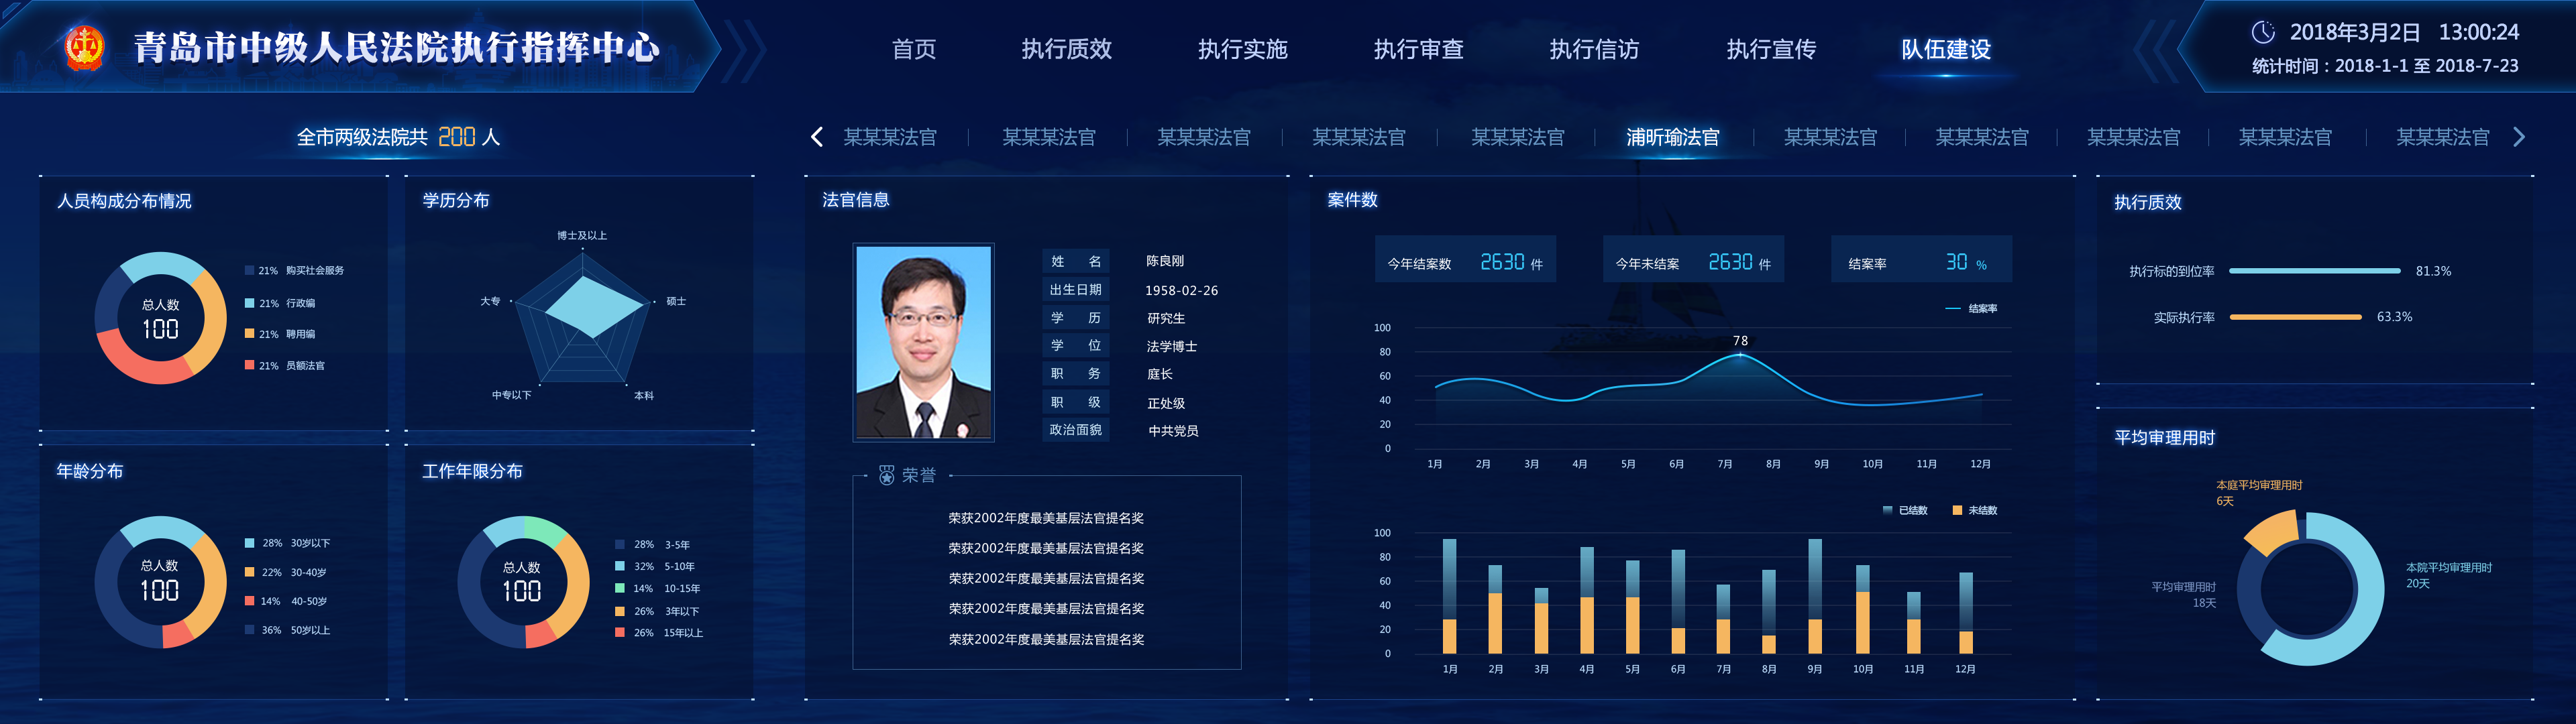 青岛市中级人民法院执行指挥中心
首页
执行质效
执行实施
执行审查
执行信访
执行宣传
队伍建设
2018年3月2日 13:00:24
统计时间：2018-1-1 至 2018-7-23
全市两级法院共 200 人
某某某法官
某某某法官
某某某法官
某某某法官
某某某法官
浦昕瑜法官
某某某法官
某某某法官
某某某法官
某某某法官
某某某法官
人员构成分布情况
总人数
100
21% 购买社会服务
21% 行政编
21% 聘用编
21% 员额法官
学历分布
博士及以上
大专
硕士
中专以下
本科
年龄分布
总人数
100
28% 30岁以下
22% 30-40岁
14% 40-50岁
36% 50岁以上
工作年限分布
总人数
100
28% 3-5年
32% 5-10年
14% 10-15年
26% 3年以下
26% 15年以上
法官信息
姓 名 陈良刚
出生日期 1958-02-26
学 历 研究生
学 位 法学博士
职 务 庭长
职 级 正处级
政治面貌 中共党员
荣誉
荣获2002年度最美基层法官提名奖
荣获2002年度最美基层法官提名奖
荣获2002年度最美基层法官提名奖
荣获2002年度最美基层法官提名奖
荣获2002年度最美基层法官提名奖
案件数
今年结案数 2630 件
今年未结案 2630 件
结案率 30 %
结案率
100
80
60
40
20
0
78
1月 2月 3月 4月 5月 6月 7月 8月 9月 10月 11月 12月
已结数 未结数
100
80
60
40
20
0
1月 2月 3月 4月 5月 6月 7月 8月 9月 10月 11月 12月
执行质效
执行标的到位率 81.3%
实际执行率 63.3%
平均审理用时
本庭平均审理用时
6天
本院平均审理用时
20天
平均审理用时
18天